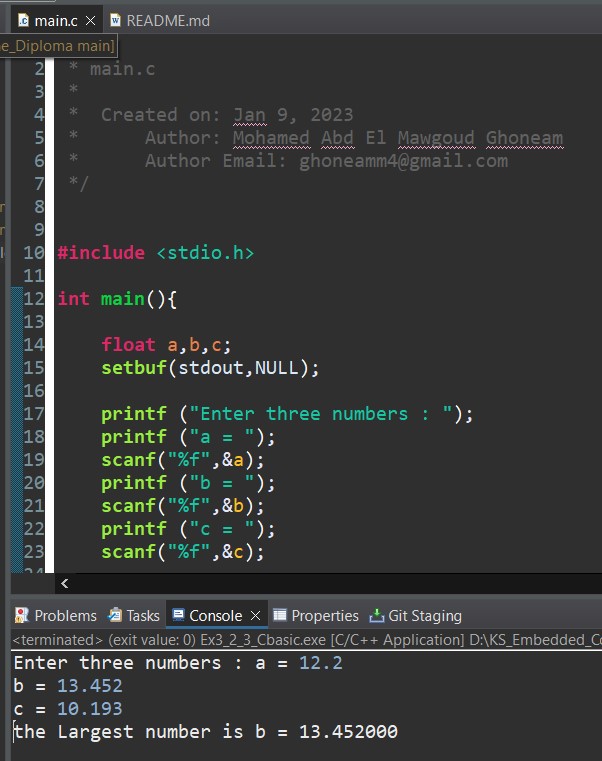 main.c README.md
ne_Diploma main]
2 * main.c
3 *
4 * Created on: Jan 9, 2023
5 * Author: Mohamed Abd El Mawgoud Ghoneam
6 * Author Email: ghoneamm4@gmail.com
7 */
8
9
10 #include <stdio.h>
11
12 int main(){
13
14 float a,b,c;
15 setbuf(stdout,NULL);
16
17 printf ("Enter three numbers : ");
18 printf ("a = ");
19 scanf("%f",&a);
20 printf ("b = ");
21 scanf("%f",&b);
22 printf ("c = ");
23 scanf("%f",&c);
Problems Tasks Console Properties Git Staging
<terminated> (exit value: 0) Ex3_2_3_Cbasic.exe [C/C++ Application] D:\KS_Embedded_Co
Enter three numbers : a = 12.2
b = 13.452
c = 10.193
the Largest number is b = 13.452000